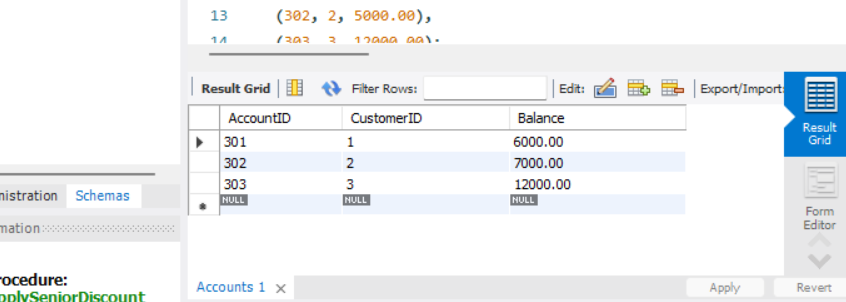 13 (302, 2, 5000.00),
14 (303, 3, 12000.00);
Result Grid Filter Rows: Edit: Export/Import:
AccountID CustomerID Balance
301 1 6000.00
302 2 7000.00
303 3 12000.00
NULL NULL NULL
Result
Grid
Form
Editor
nistration Schemas
mation
rocedure:
pplySeniorDiscount
Accounts 1
Apply Revert